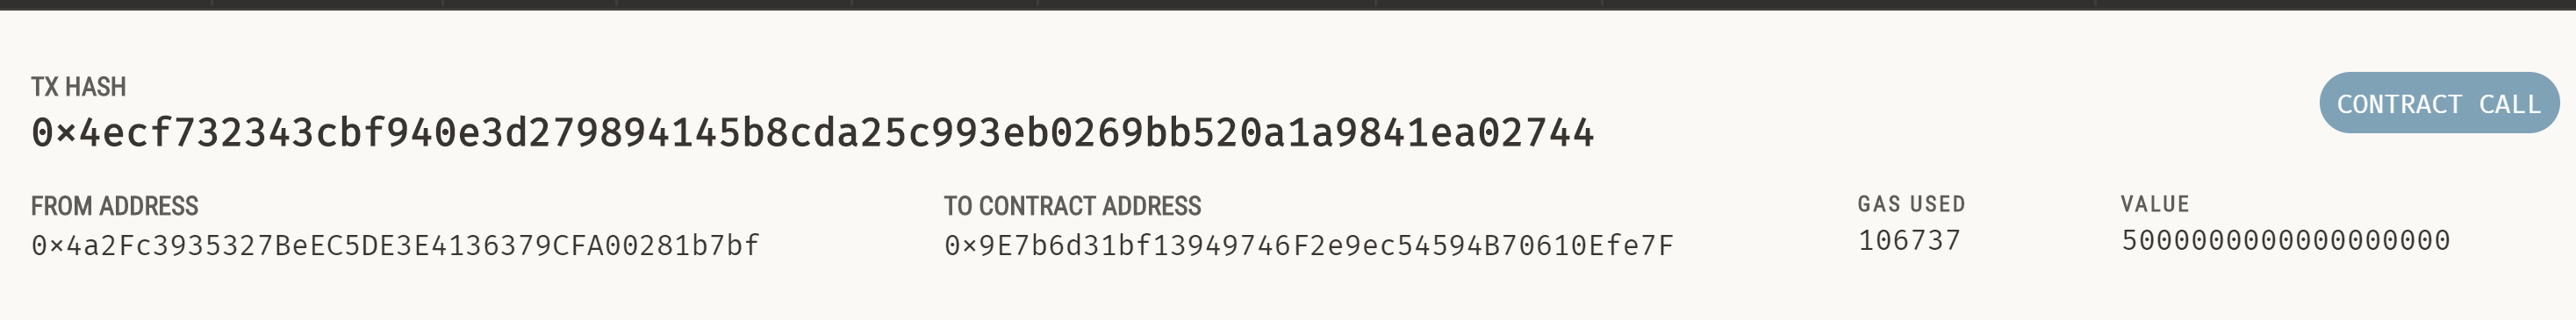 TX HASH
0x4ecf732343cbf940e3d279894145b8cda25c993eb0269bb520a1a9841ea02744
CONTRACT CALL
FROM ADDRESS
0x4a2Fc3935327BeEC5DE3E4136379CFA00281b7bf
TO CONTRACT ADDRESS
0x9E7b6d31bf13949746F2e9ec54594B70610Efe7F
GAS USED
106737
VALUE
5000000000000000000